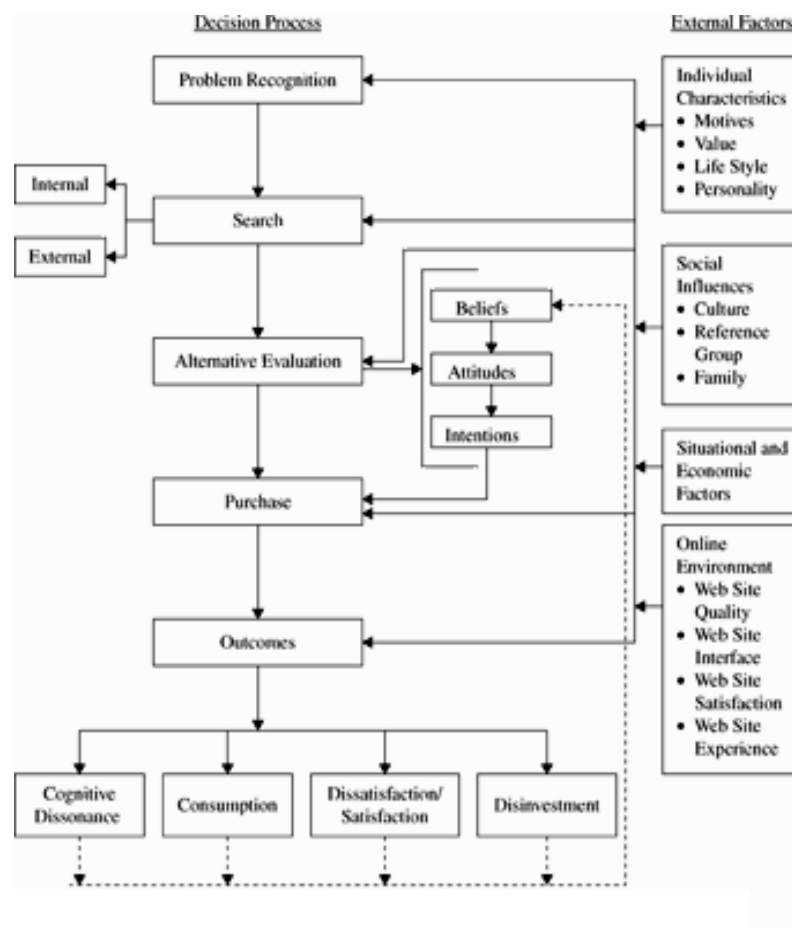 Decision Process
External Factors
Problem Recognition
Individual
Characteristics
• Motives
• Value
• Life Style
• Personality
Internal
Search
External
Social
Influences
• Culture
• Reference
Group
• Family
Beliefs
Alternative Evaluation
Attitudes
Intentions
Situational and
Economic
Factors
Purchase
Online
Environment
• Web Site
Quality
• Web Site
Interface
• Web Site
Satisfaction
• Web Site
Experience
Outcomes
Cognitive
Dissonance
Consumption
Dissatisfaction/
Satisfaction
Disinvestment